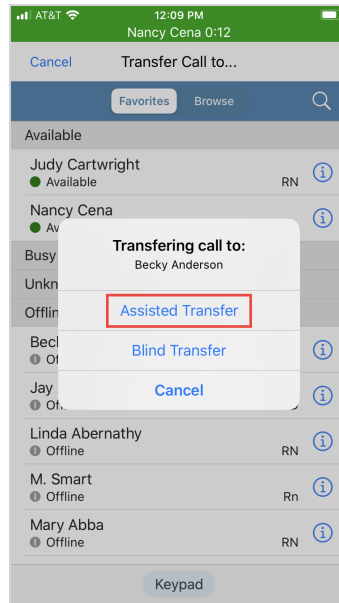 AT&T 12:09 PM
Nancy Cena 0:12
Cancel Transfer Call to...
Favorites Browse
Available
Judy Cartwright
Available RN
Nancy Cena
Busy
Transfering call to:
Becky Anderson
Assisted Transfer
Blind Transfer
Cancel
Jay
Linda Abernathy
Offline RN
M. Smart
Offline Rn
Mary Abba
Offline RN
Keypad